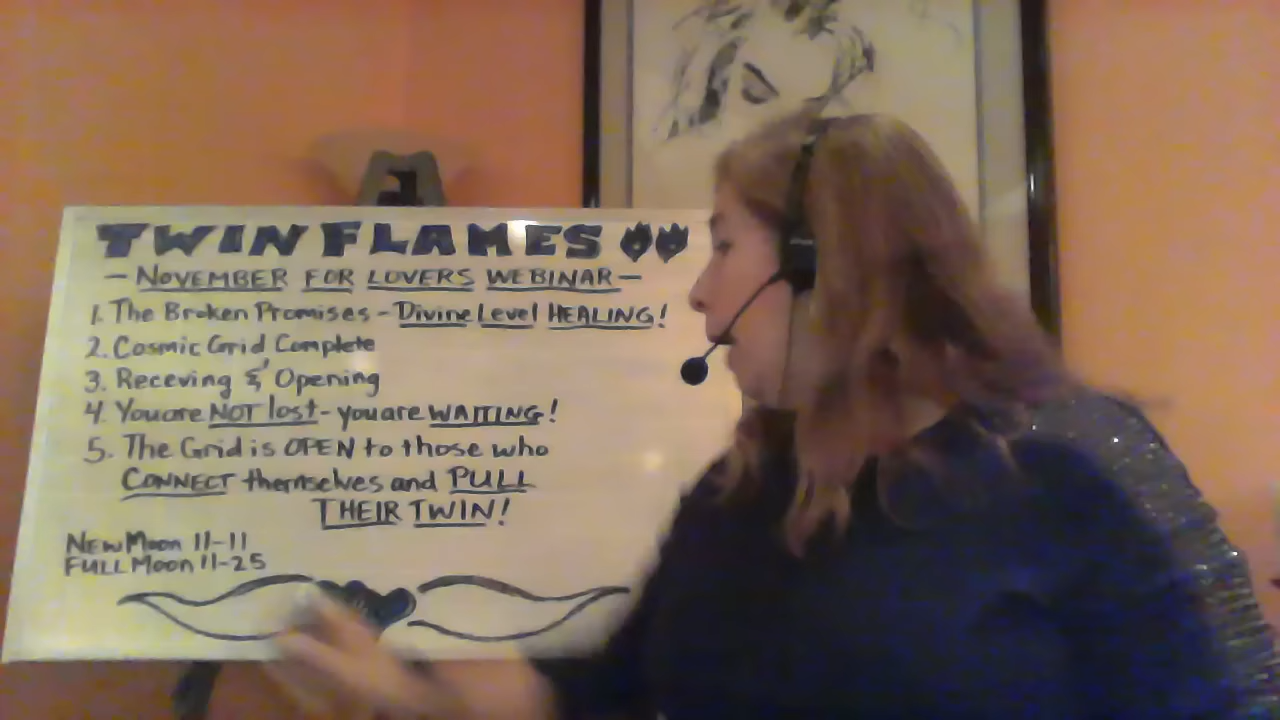 TWIN FLAMES
- NOVEMBER FOR LOVERS WEBINAR -
1. The Broken Promises - Divine Level HEALING!
2. Cosmic Grid Complete
3. Receving & Opening
4. You are NOT lost - you are WAITING!
5. The Grid is OPEN to those who
CONNECT themselves and PULL
THEIR TWIN!
NEW Moon 11-11
FULL Moon 11-25